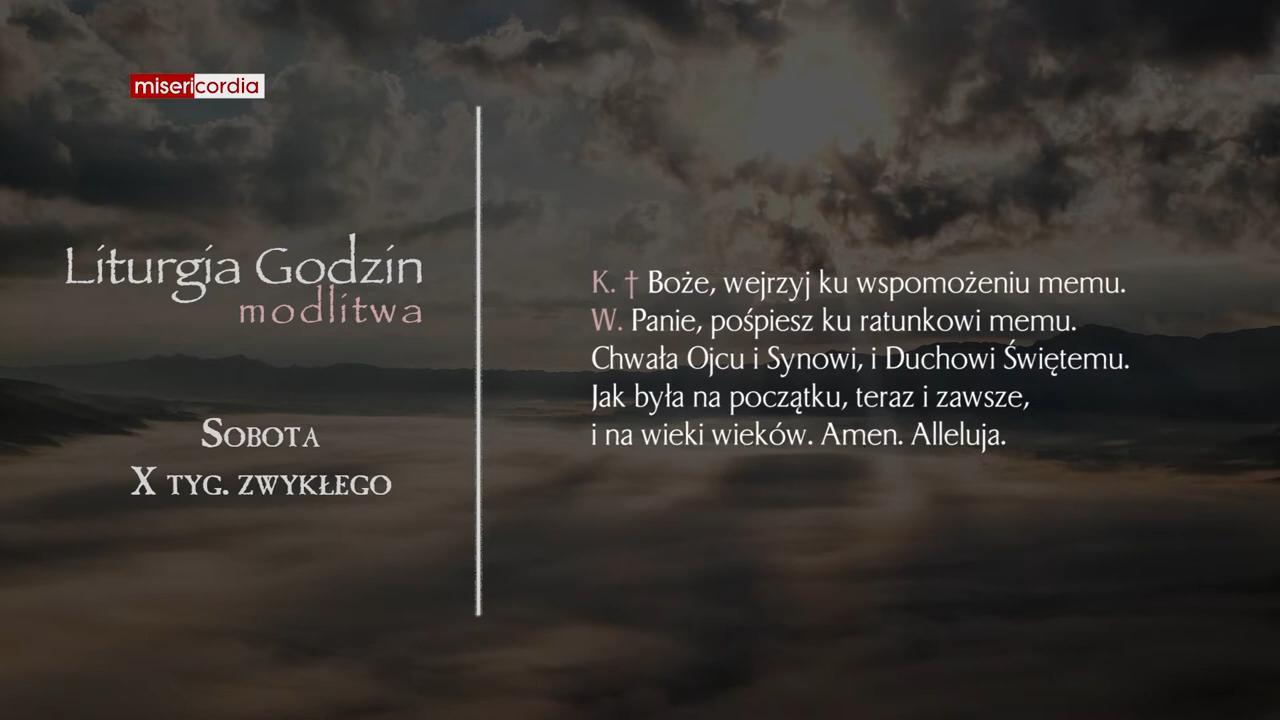 misericordia
Liturgia Godzin
modlitwa
Sobota
X tyg. zwykłego
K. † Boże, wejrzyj ku wspomożeniu memu.
W. Panie, pośpiesz ku ratunkowi memu.
Chwała Ojcu i Synowi, i Duchowi Świętemu.
Jak była na początku, teraz i zawsze,
i na wieki wieków. Amen. Alleluja.